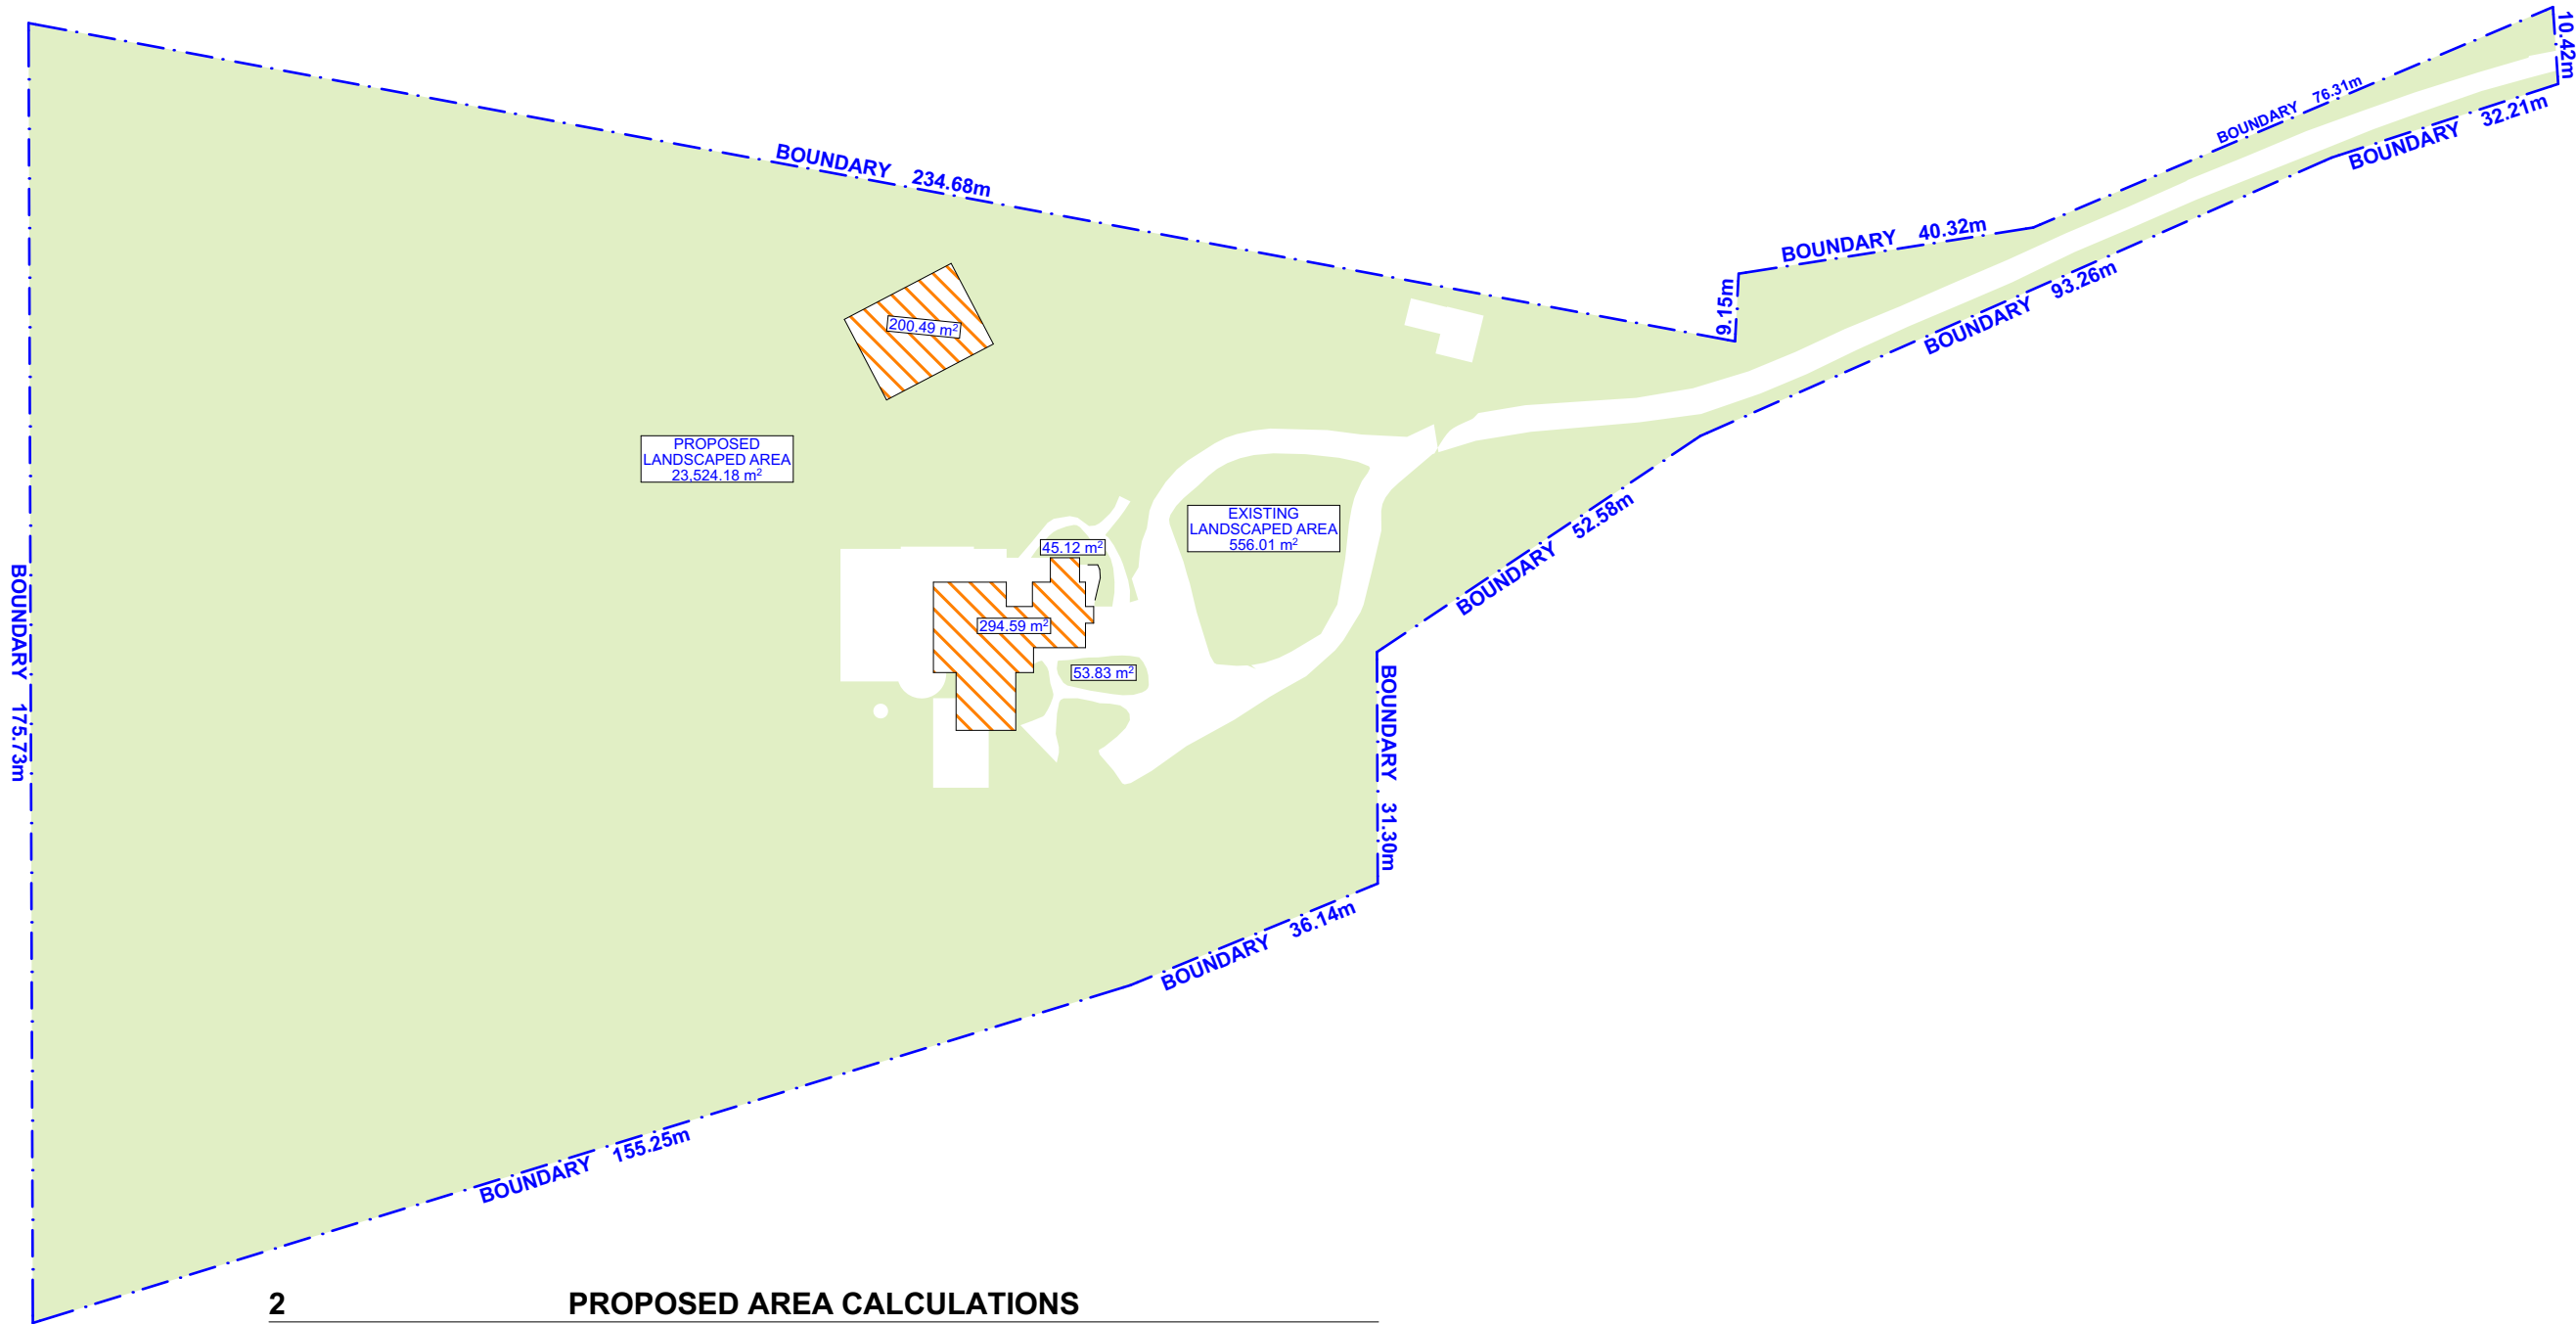 10.42m
BOUNDARY 76.31m
BOUNDARY 32.21m
BOUNDARY 234.68m
BOUNDARY 40.32m
9.15m
BOUNDARY 93.26m
200.49 m²
PROPOSED
LANDSCAPED AREA
23,524.18 m²
EXISTING
LANDSCAPED AREA
556.01 m²
BOUNDARY 52.58m
45.12 m²
294.59 m²
53.83 m²
BOUNDARY 175.73m
BOUNDARY 31.30m
BOUNDARY 36.14m
BOUNDARY 155.25m
2 PROPOSED AREA CALCULATIONS